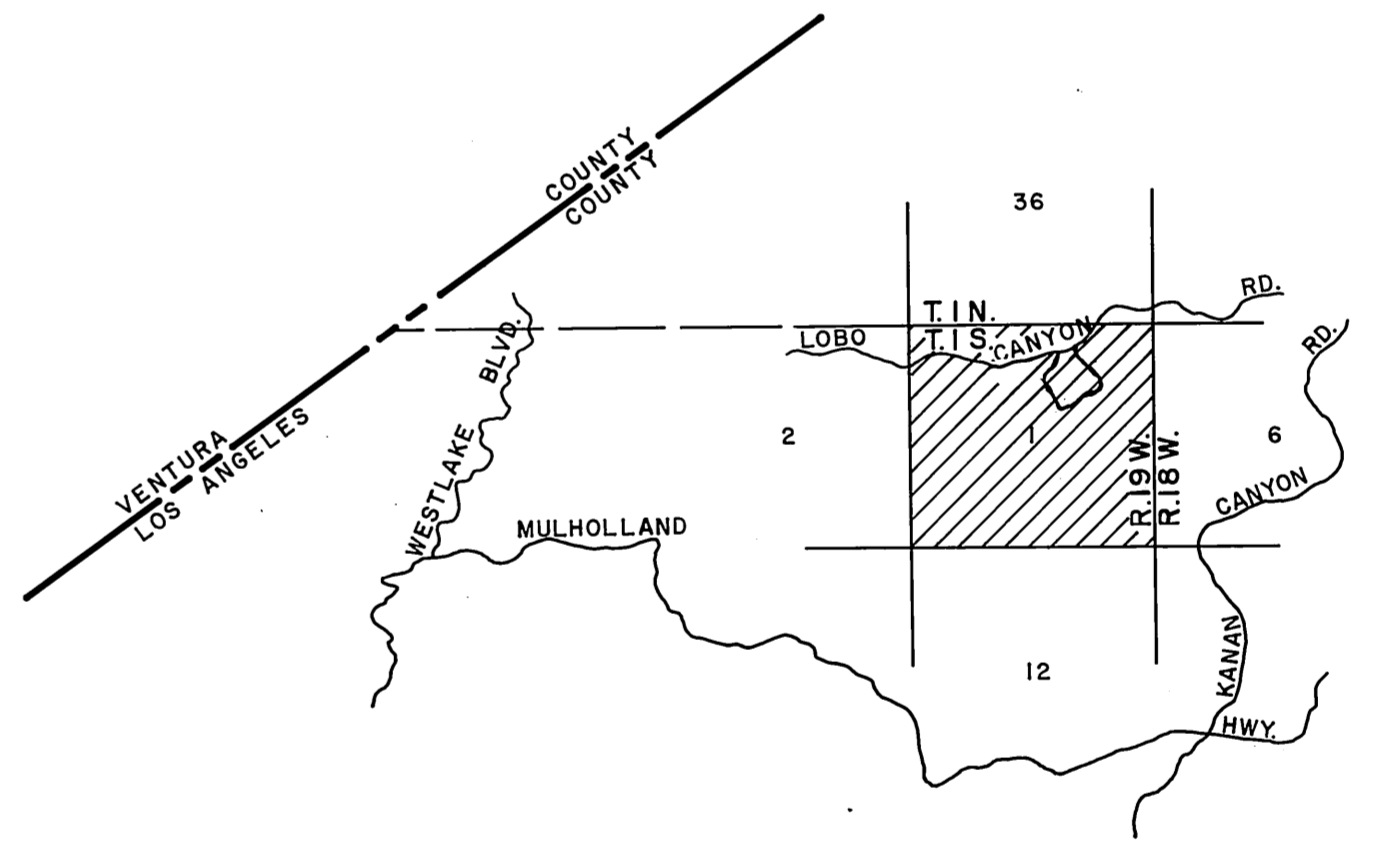 COUNTY
COUNTY
VENTURA
LOS ANGELES
WESTLAKE BLVD.
MULHOLLAND
HWY.
LOBO CANYON RD.
36
T. I N.
T. I S.
2
1
6
R. 19 W.
R. 18 W.
12
KANAN
CANYON
RD.